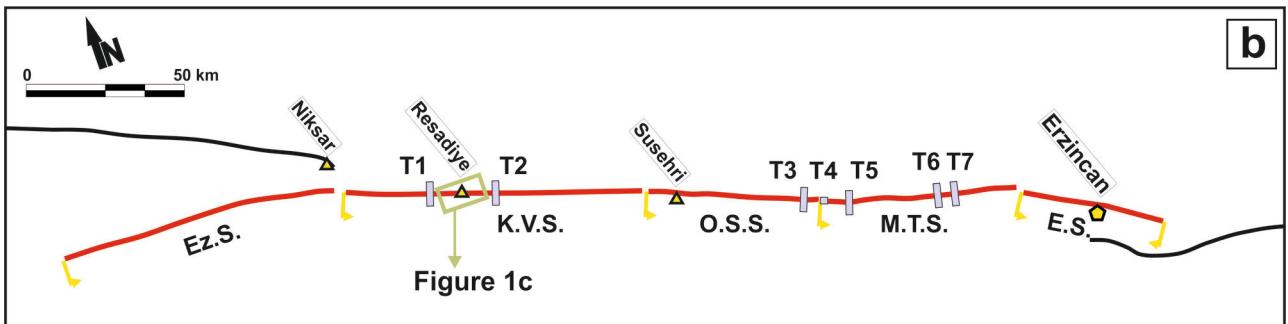 b
N
0 50 km
Niksar
Resadiye
Susehri
Erzincan
T1
T2
T3
T4
T5
T6
T7
Ez.S.
K.V.S.
O.S.S.
M.T.S.
E.S.
Figure 1c